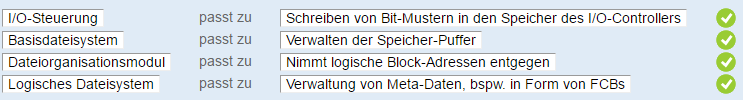 I/O-Steuerung passt zu Schreiben von Bit-Mustern in den Speicher des I/O-Controllers
Basisdateisystem passt zu Verwalten der Speicher-Puffer
Dateiorganisationsmodul passt zu Nimmt logische Block-Adressen entgegen
Logisches Dateisystem passt zu Verwaltung von Meta-Daten, bspw. in Form von FCBs